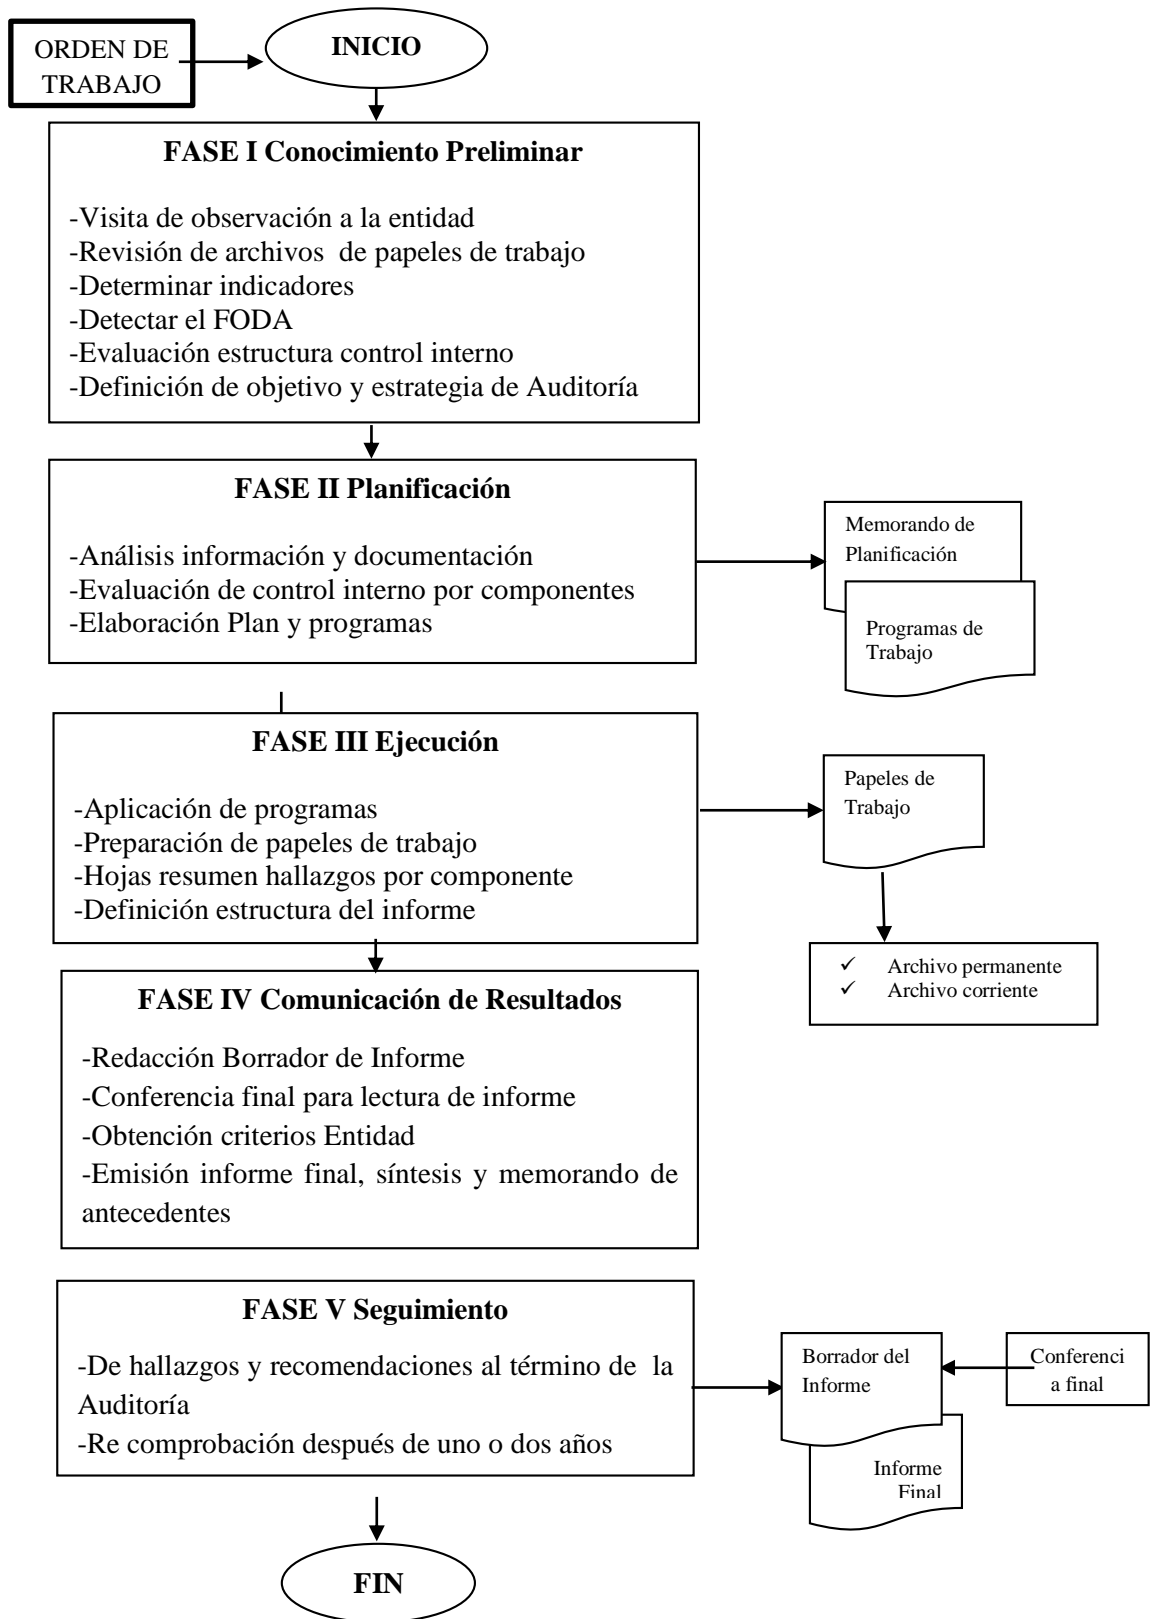 ORDEN DE
TRABAJO
INICIO
FASE I Conocimiento Preliminar
-Visita de observación a la entidad
-Revisión de archivos  de papeles de trabajo
-Determinar indicadores
-Detectar el FODA
-Evaluación estructura control interno
-Definición de objetivo y estrategia de Auditoría
FASE II Planificación
-Análisis información y documentación
-Evaluación de control interno por componentes
-Elaboración Plan y programas
Memorando de
Planificación
Programas de
Trabajo
FASE III Ejecución
-Aplicación de programas
-Preparación de papeles de trabajo
-Hojas resumen hallazgos por componente
-Definición estructura del informe
Papeles de
Trabajo
✓ Archivo permanente
✓ Archivo corriente
FASE IV Comunicación de Resultados
-Redacción Borrador de Informe
-Conferencia final para lectura de informe
-Obtención criterios Entidad
-Emisión informe final, síntesis y memorando de
antecedentes
FASE V Seguimiento
-De hallazgos y recomendaciones al término de  la
Auditoría
-Re comprobación después de uno o dos años
Borrador del
Informe
Conferenci
a final
Informe
Final
FIN